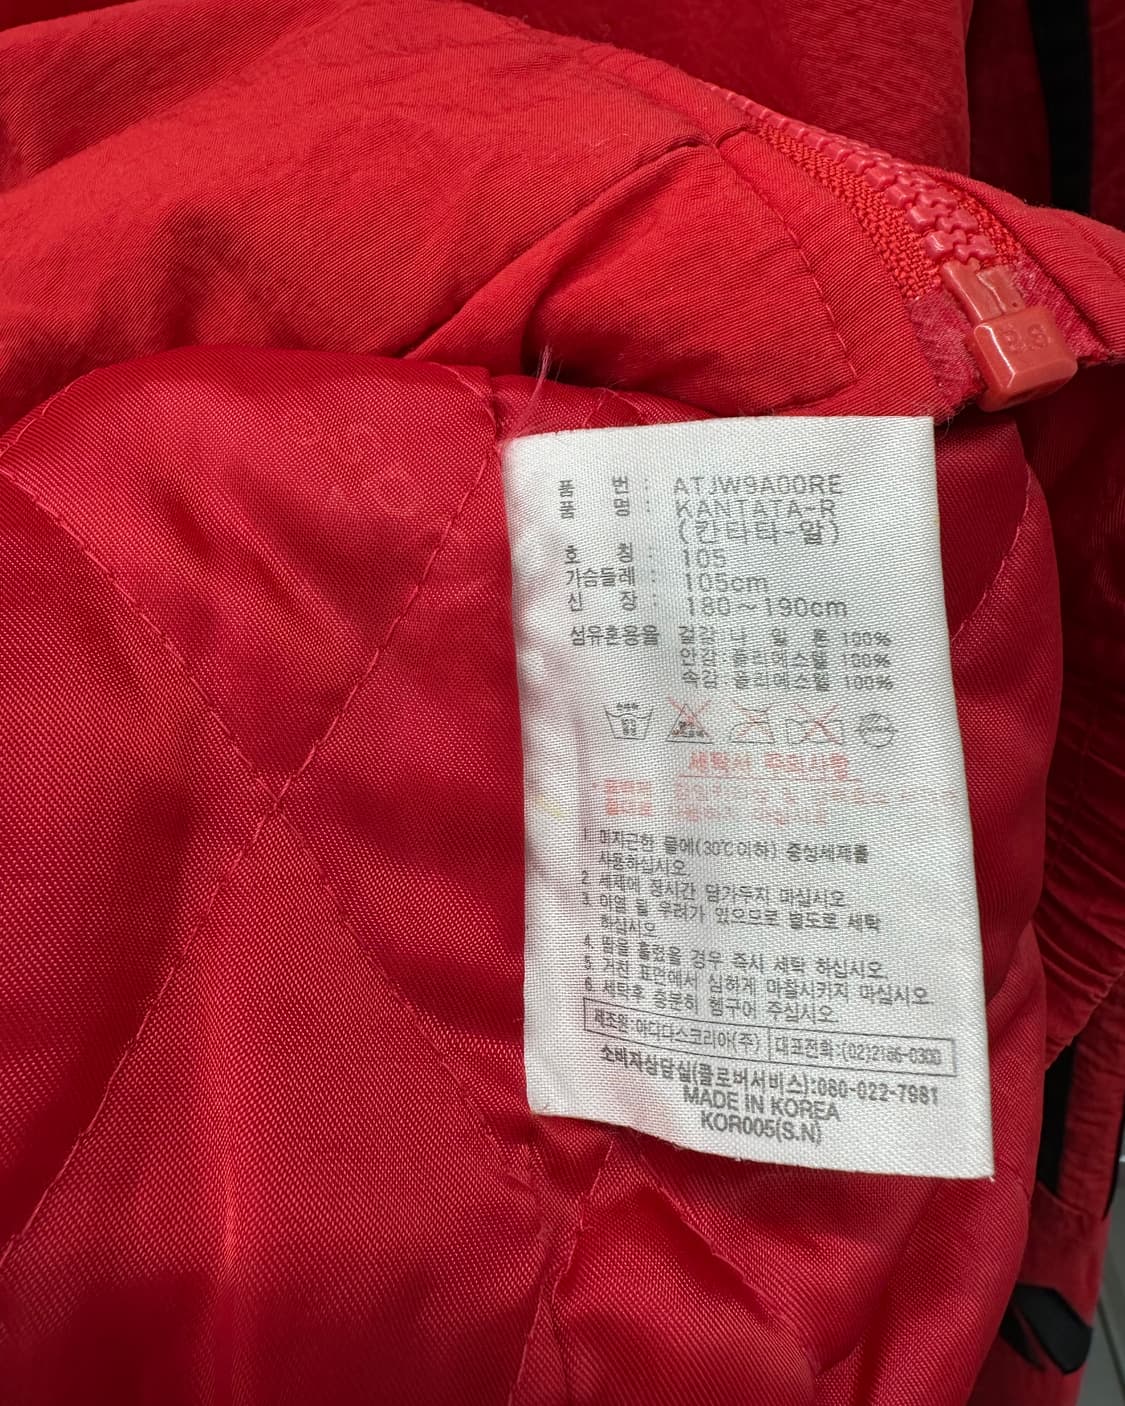 품 번 : ATJW9A00RE
품 명 : KANTATA-R
(칸타타-알)
호 칭 : 105
가슴둘레 : 105cm
신 장 : 180~190cm
섬유혼용율 겉감: 나 일 론 100%
안감:폴리에스텔 100%
속감:폴리에스텔 100%
세탁시 주의사항
1. 미지근한 물에(30℃이하) 중성세제를
사용하십시오.
2. 세제에 장시간 담가두지 마십시오
3. 이염 될 우려가 있으므로 별도로 세탁
하십시오
4. 땀을 흘렸을 경우 즉시 세탁 하십시오.
5. 거친 표면에서 심하게 마찰시키지 마십시오
6. 세탁후 충분히 헹구어 주십시오
제조원:아디다스코리아(주) 대표전화:(02)2186-0300
소비자상담실(클로버서비스):080-022-7981
MADE IN KOREA
KOR005(S.N)